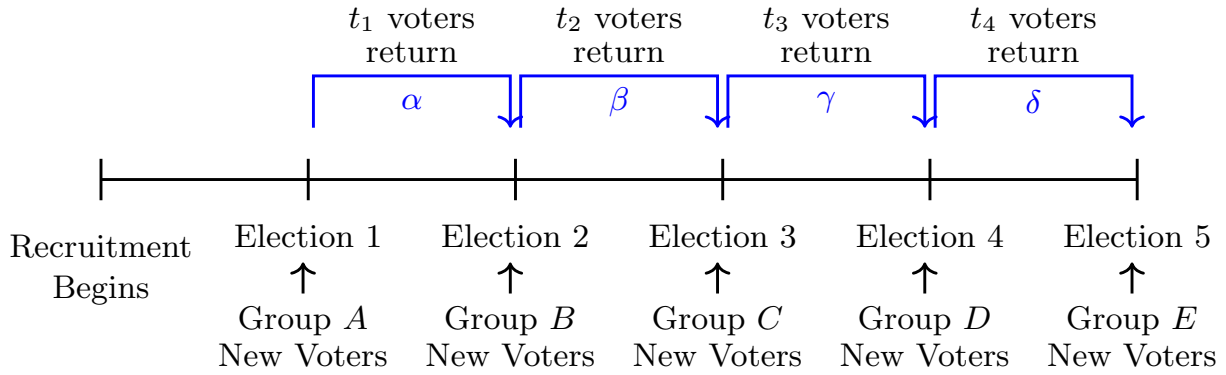 t₁ voters
return
t₂ voters
return
t₃ voters
return
t₄ voters
return
α
β
γ
δ
Recruitment
Begins
Election 1
Election 2
Election 3
Election 4
Election 5
Group A
New Voters
Group B
New Voters
Group C
New Voters
Group D
New Voters
Group E
New Voters